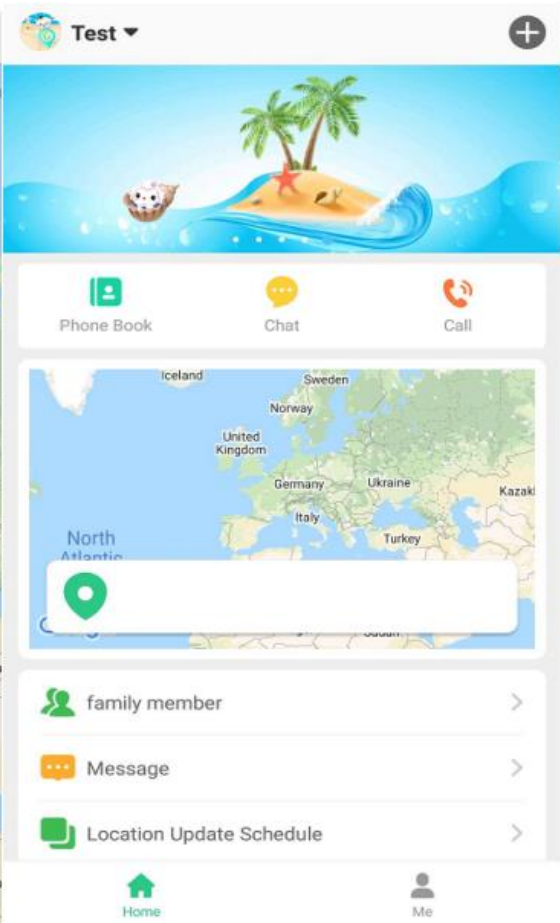 Test
Phone Book
Chat
Call
Iceland
Sweden
Norway
United
Kingdom
Germany
Ukraine
Kazak
Italy
Turkey
North
Atlantic
family member
Message
Location Update Schedule
Home
Me